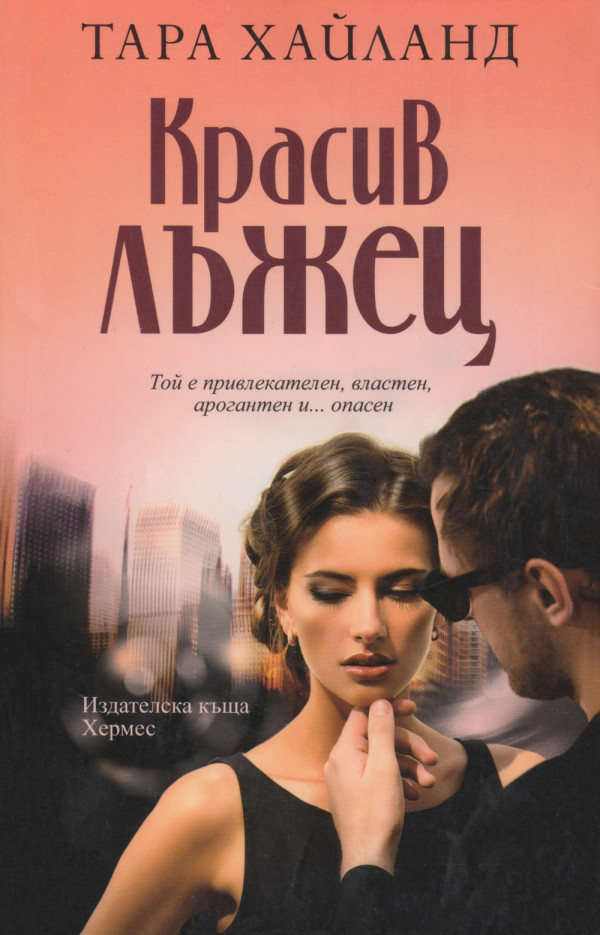 ТАРА ХАЙЛАНД
Красив
лъжец
Той е привлекателен, властен,
арогантен и... опасен
Издателска къща
Хермес